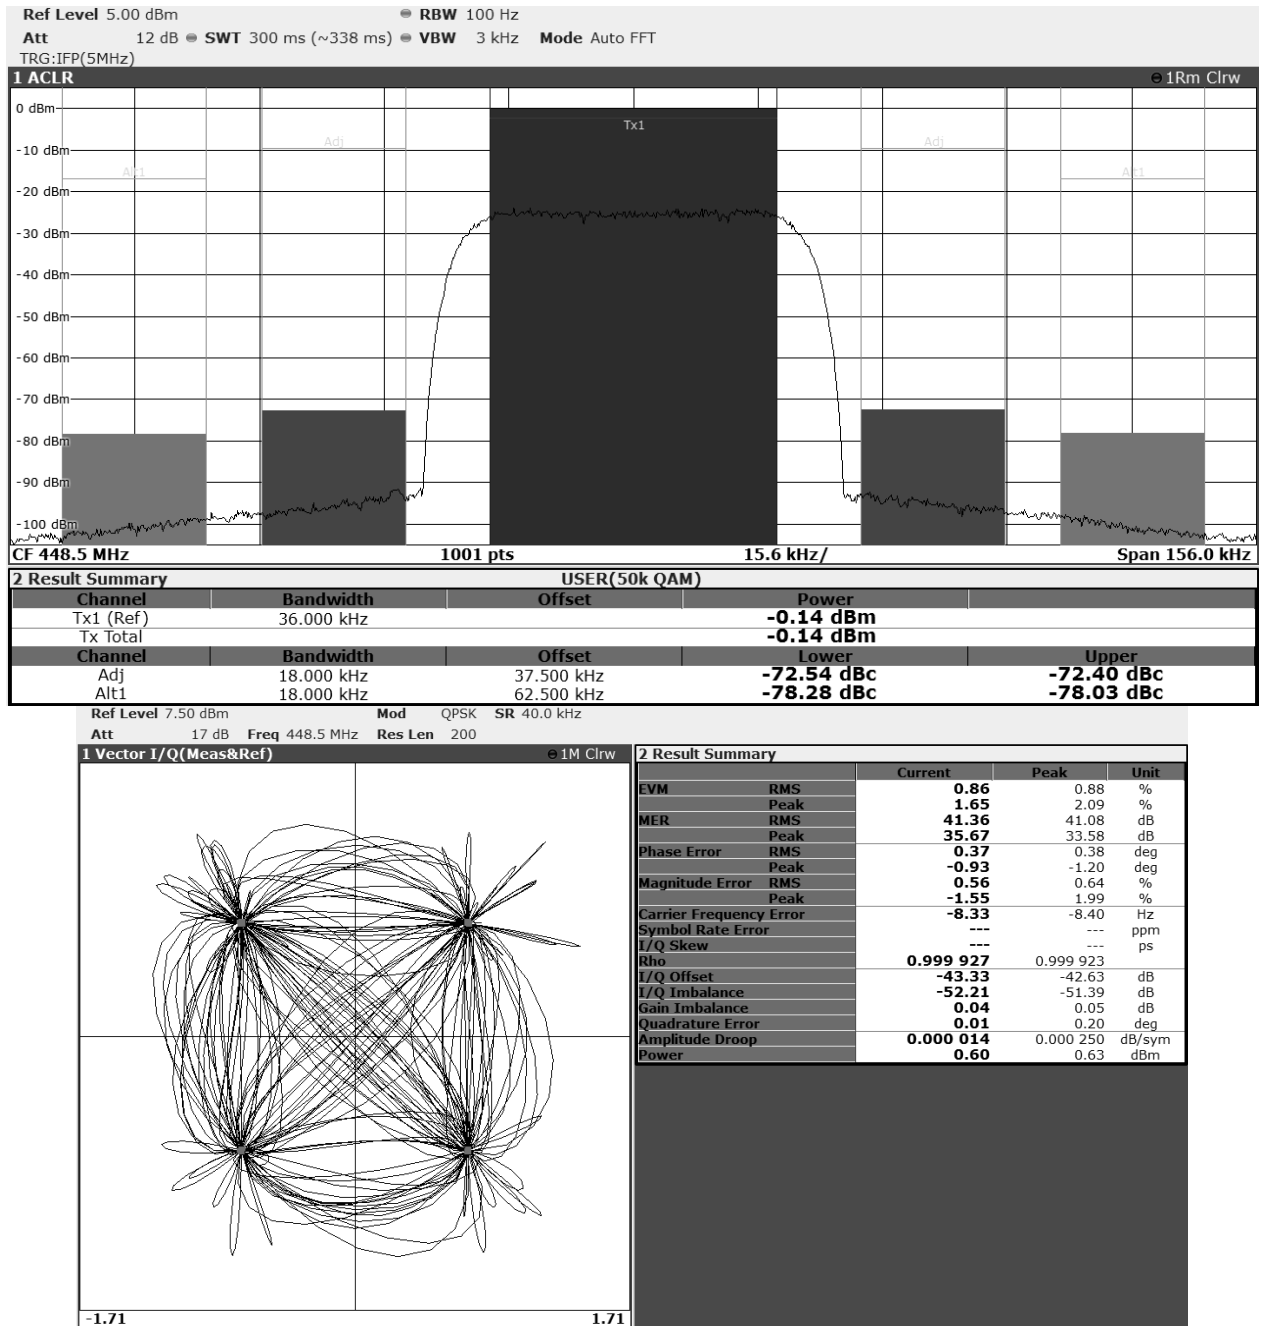 Ref Level 5.00 dBm RBW 100 Hz
Att 12 dB SWT 300 ms (~338 ms) VBW 3 kHz Mode Auto FFT
TRG:IFP(5MHz)
1 ACLR 1Rm Clrw
0 dBm
Tx1
Adj Adj
-10 dBm
Alt1 Alt1
-20 dBm
-30 dBm
-40 dBm
-50 dBm
-60 dBm
-70 dBm
-80 dBm
-90 dBm
-100 dBm
CF 448.5 MHz 1001 pts 15.6 kHz/ Span 156.0 kHz
2 Result Summary USER(50k QAM)
Channel Bandwidth Offset Power
Tx1 (Ref) 36.000 kHz -0.14 dBm
Tx Total -0.14 dBm
Channel Bandwidth Offset Lower Upper
Adj 18.000 kHz 37.500 kHz -72.54 dBc -72.40 dBc
Alt1 18.000 kHz 62.500 kHz -78.28 dBc -78.03 dBc
Ref Level 7.50 dBm Mod QPSK SR 40.0 kHz
Att 17 dB Freq 448.5 MHz Res Len 200
1 Vector I/Q(Meas&Ref) 1M Clrw
-1.71 1.71
2 Result Summary
Current Peak Unit
EVM RMS 0.86 0.88 %
Peak 1.65 2.09 %
MER RMS 41.36 41.08 dB
Peak 35.67 33.58 dB
Phase Error RMS 0.37 0.38 deg
Peak -0.93 -1.20 deg
Magnitude Error RMS 0.56 0.64 %
Peak -1.55 1.99 %
Carrier Frequency Error -8.33 -8.40 Hz
Symbol Rate Error --- --- ppm
I/Q Skew --- --- ps
Rho 0.999 927 0.999 923
I/Q Offset -43.33 -42.63 dB
I/Q Imbalance -52.21 -51.39 dB
Gain Imbalance 0.04 0.05 dB
Quadrature Error 0.01 0.20 deg
Amplitude Droop 0.000 014 0.000 250 dB/sym
Power 0.60 0.63 dBm